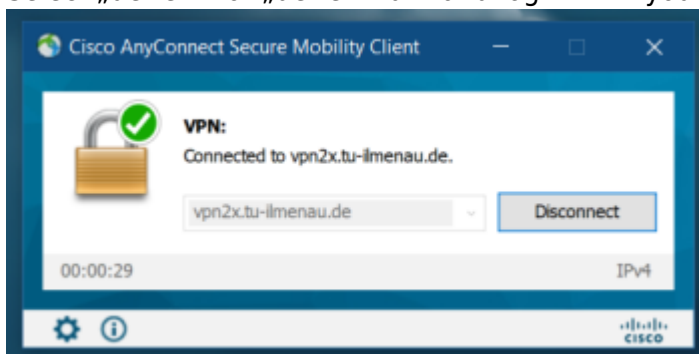 Cisco AnyConnect Secure Mobility Client
VPN:
Connected to vpn2x.tu-ilmenau.de.
vpn2x.tu-ilmenau.de
Disconnect
00:00:29
IPv4
CISCO